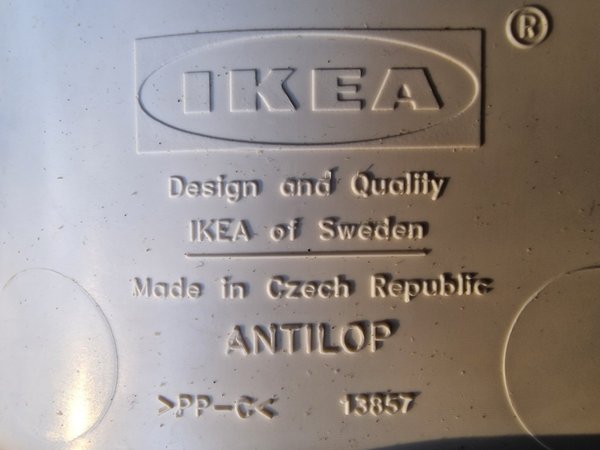 IKEA ®
Design and Quality
IKEA of Sweden
Made in Czech Republic
ANTILOP
>PP-C< 13857